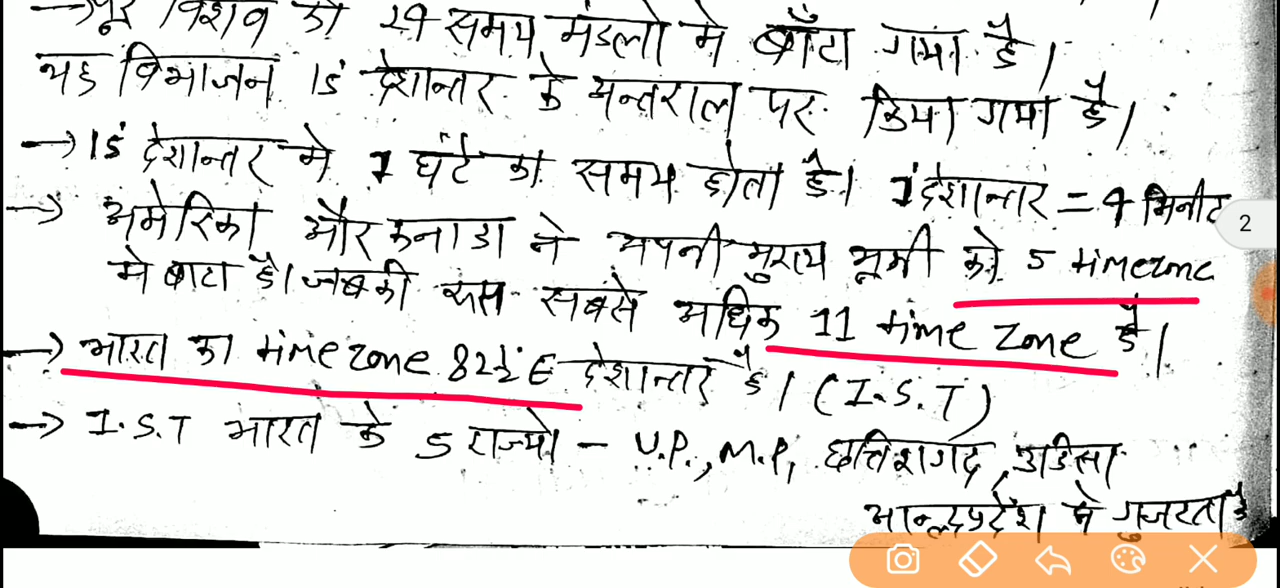 → पूरे विशव को 24 समय मंडलो मे बाँटा गया है।
यह विभाजन 15° देशान्तर के अन्तराल पर किया गया है।
→ 15° देशान्तर मे 1 घंटे का समय होता है। 1° देशान्तर = 4 मिनीट
→ अमेरिका और कनाडा ने अपनी मुख्य भूमी को 5 timezone
मे बाटा है। जबकी रूस सबसे अधिक 11 time zone है।
→ भारत का time zone 82½°E देशान्तर है। (I.S.T)
→ I.S.T भारत के 5 राज्यो - U.P., M.P, छत्तिशगढ़, उडिसा
आन्ध्रप्रदेश से गुजरता है
2